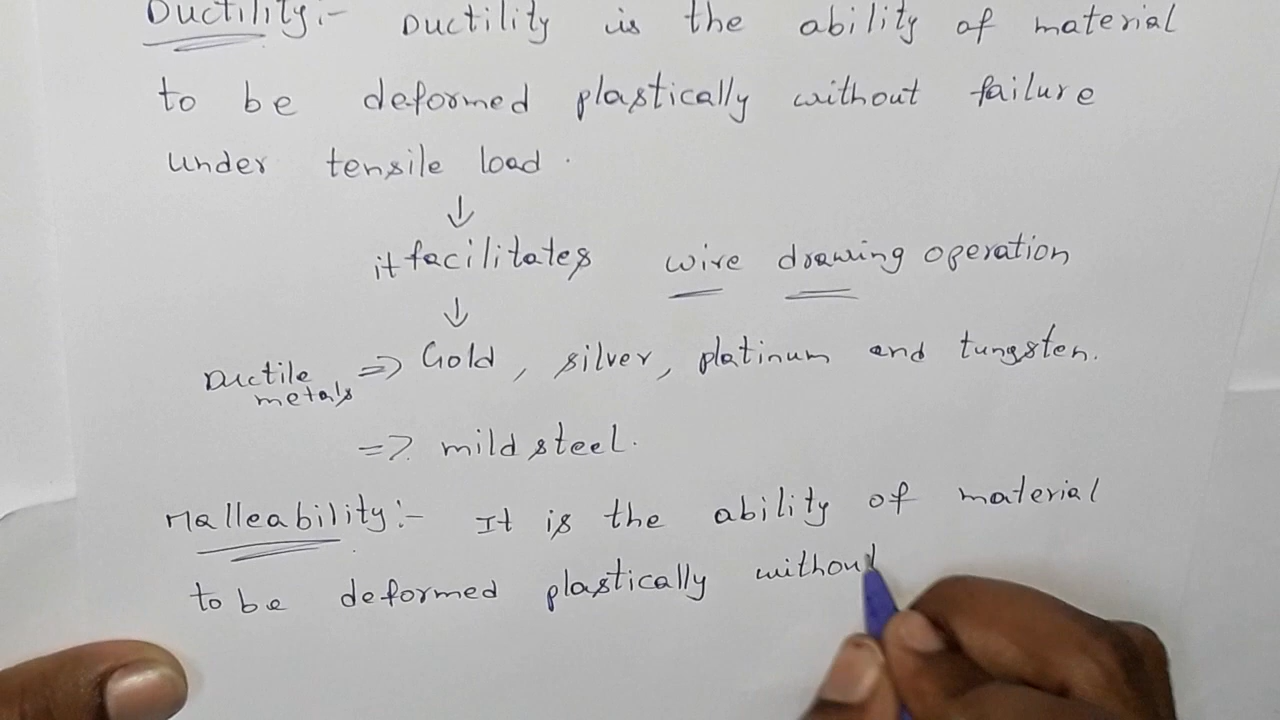 Ductility:- Ductility is the ability of material
to be deformed plastically without failure
under tensile load.
↓
it facilitates wire drawing operation
↓
Ductile metals => Gold, silver, platinum and tungsten.
=> mild steel.
Malleability:- It is the ability of material
to be deformed plastically without